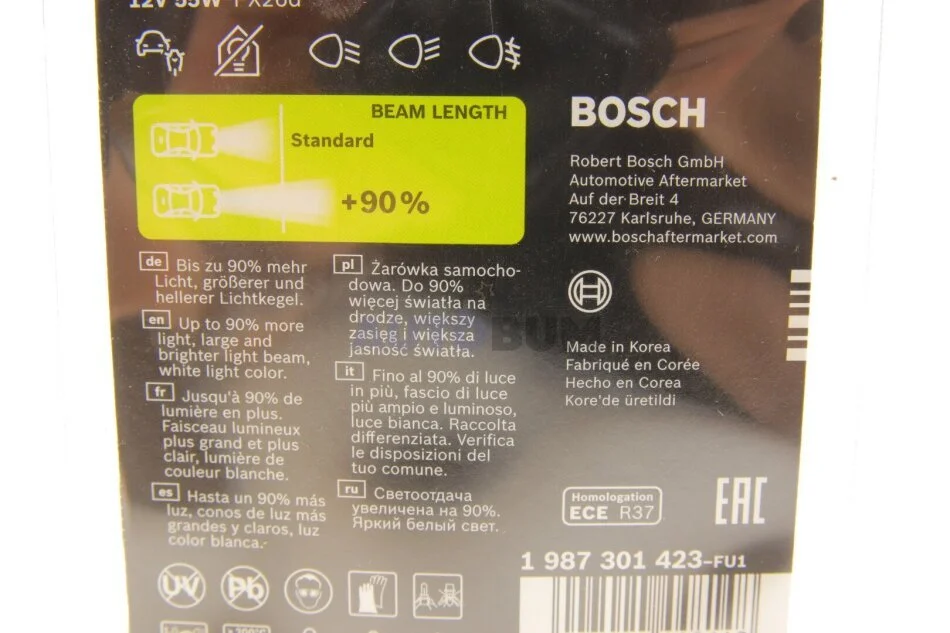 12V 55W PX26d
BEAM LENGTH
Standard
+90%
BOSCH
Robert Bosch GmbH
Automotive Aftermarket
Auf der Breit 4
76227 Karlsruhe, GERMANY
www.boschaftermarket.com
de Bis zu 90% mehr
Licht, größerer und
hellerer Lichtkegel.
en Up to 90% more
light, large and
brighter light beam,
white light color.
fr Jusqu'à 90% de
lumière en plus.
Faisceau lumineux
plus grand et plus
clair, lumière de
couleur blanche.
es Hasta un 90% más
luz, conos de luz más
grandes y claros, luz
color blanca.
pl Żarówka samocho-
dowa. Do 90%
więcej światła na
drodze, większy
zasięg i większa
jasność światła.
it Fino al 90% di luce
in più, fascio di luce
più ampio e luminoso,
luce bianca. Raccolta
differenziata. Verifica
le disposizioni del
tuo comune.
ru Светоотдача
увеличена на 90%.
Яркий белый свет.
Made in Korea
Fabriqué en Corée
Hecho en Corea
Kore'de üretildi
Homologation
ECE R37
EAC
1 987 301 423-FU1
UV
Pb